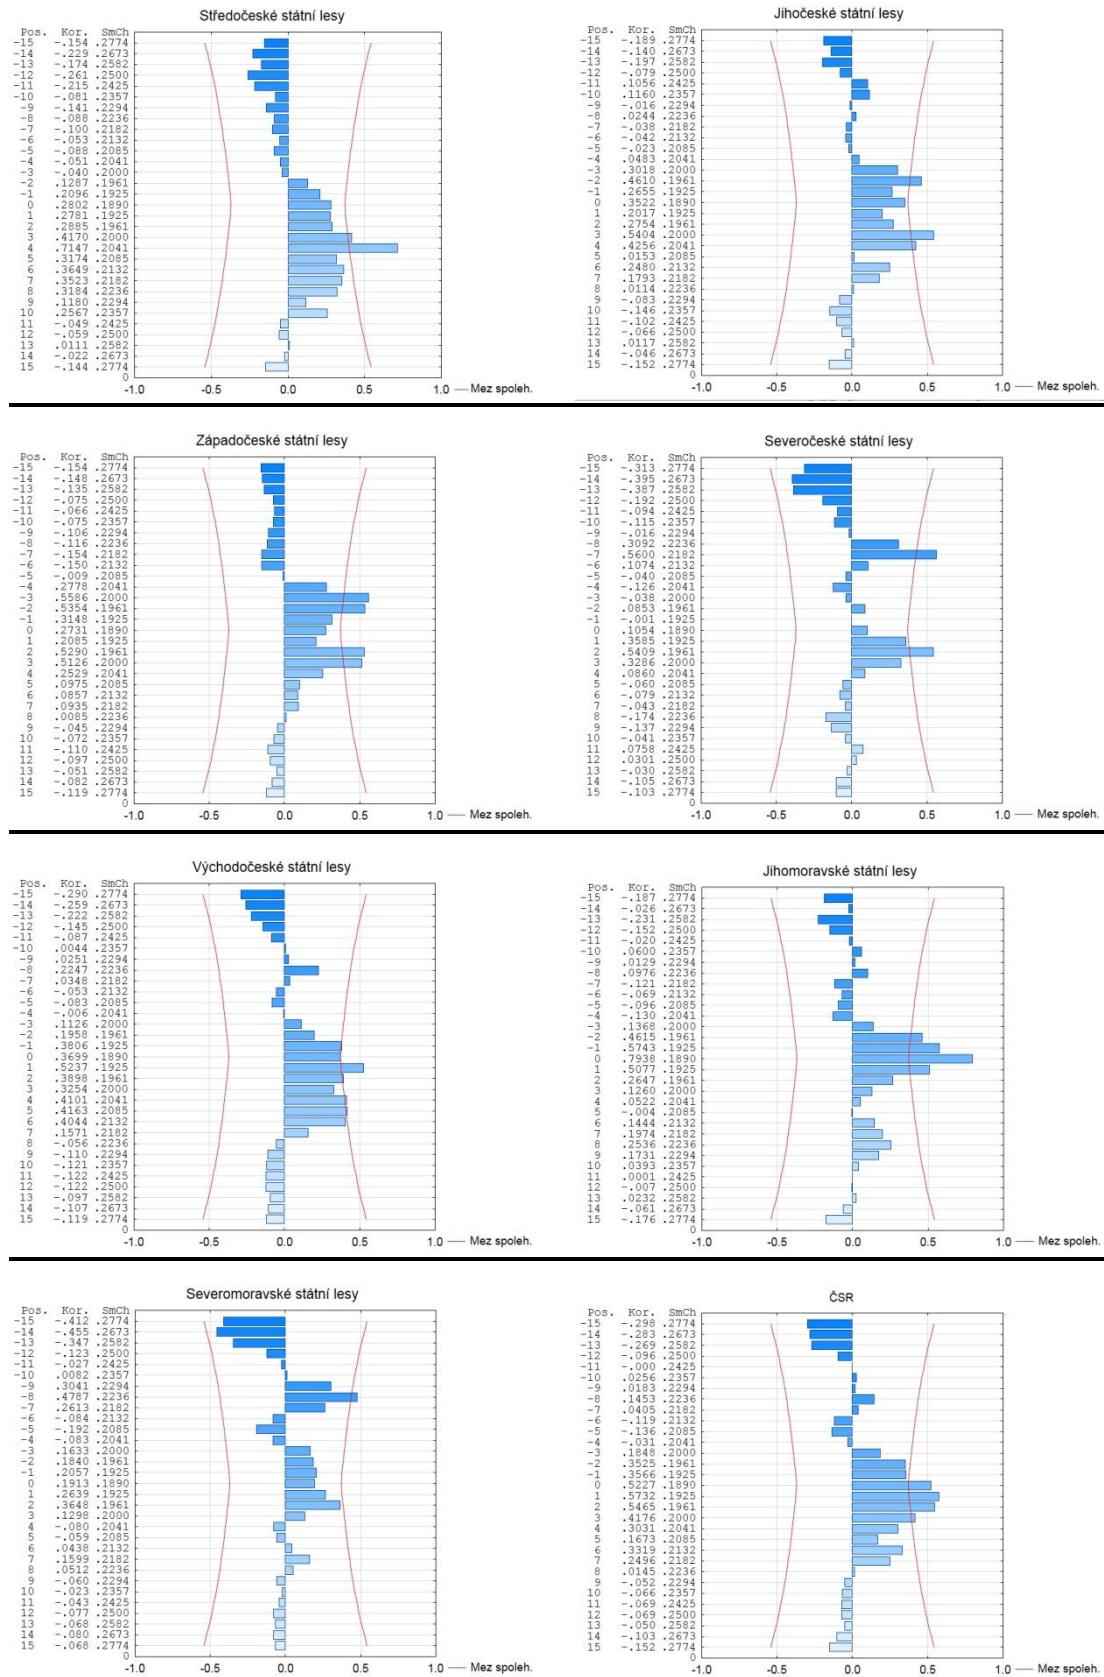 Středočeské státní lesy
Pos. Kor. SmCh
-15 -.154 .2774
-14 -.229 .2673
-13 -.174 .2582
-12 -.261 .2500
-11 -.215 .2425
-10 -.081 .2357
-9 -.141 .2294
-8 -.088 .2236
-7 -.100 .2182
-6 -.053 .2132
-5 -.088 .2085
-4 -.051 .2041
-3 -.040 .2000
-2 .1287 .1961
-1 .2096 .1925
0 .2802 .1890
1 .2781 .1925
2 .2885 .1961
3 .4170 .2000
4 .7147 .2041
5 .3174 .2085
6 .3649 .2132
7 .3523 .2182
8 .3184 .2236
9 .1180 .2294
10 .2567 .2357
11 -.049 .2425
12 -.059 .2500
13 .0111 .2582
14 -.022 .2673
15 -.144 .2774
0
-1.0 -0.5 0.0 0.5 1.0 Mez spoleh.
Jihočeské státní lesy
Pos. Kor. SmCh
-15 -.189 .2774
-14 -.140 .2673
-13 -.197 .2582
-12 -.079 .2500
-11 .1056 .2425
-10 .1160 .2357
-9 -.016 .2294
-8 .0244 .2236
-7 -.038 .2182
-6 -.042 .2132
-5 -.023 .2085
-4 .0483 .2041
-3 .3018 .2000
-2 .4610 .1961
-1 .2655 .1925
0 .3522 .1890
1 .2017 .1925
2 .2754 .1961
3 .5404 .2000
4 .4256 .2041
5 .0153 .2085
6 .2480 .2132
7 .1793 .2182
8 .0114 .2236
9 -.083 .2294
10 -.146 .2357
11 -.102 .2425
12 -.066 .2500
13 .0117 .2582
14 -.046 .2673
15 -.152 .2774
0
-1.0 -0.5 0.0 0.5 1.0 Mez spoleh.
Západočeské státní lesy
Pos. Kor. SmCh
-15 -.154 .2774
-14 -.148 .2673
-13 -.135 .2582
-12 -.075 .2500
-11 -.066 .2425
-10 -.075 .2357
-9 -.106 .2294
-8 -.116 .2236
-7 -.154 .2182
-6 -.150 .2132
-5 -.009 .2085
-4 .2778 .2041
-3 .5586 .2000
-2 .5354 .1961
-1 .3148 .1925
0 .2731 .1890
1 .2085 .1925
2 .5290 .1961
3 .5126 .2000
4 .2529 .2041
5 .0975 .2085
6 .0857 .2132
7 .0935 .2182
8 .0085 .2236
9 -.045 .2294
10 -.072 .2357
11 -.110 .2425
12 -.097 .2500
13 -.051 .2582
14 -.082 .2673
15 -.119 .2774
0
-1.0 -0.5 0.0 0.5 1.0 Mez spoleh.
Severočeské státní lesy
Pos. Kor. SmCh
-15 -.313 .2774
-14 -.395 .2673
-13 -.387 .2582
-12 -.192 .2500
-11 -.094 .2425
-10 -.115 .2357
-9 -.016 .2294
-8 .3092 .2236
-7 .5600 .2182
-6 .1074 .2132
-5 -.040 .2085
-4 -.126 .2041
-3 -.038 .2000
-2 .0853 .1961
-1 -.001 .1925
0 .1054 .1890
1 .3585 .1925
2 .5409 .1961
3 .3286 .2000
4 .0860 .2041
5 -.060 .2085
6 -.079 .2132
7 -.043 .2182
8 -.174 .2236
9 -.137 .2294
10 -.041 .2357
11 .0758 .2425
12 .0301 .2500
13 -.030 .2582
14 -.105 .2673
15 -.103 .2774
0
-1.0 -0.5 0.0 0.5 1.0 Mez spoleh.
Východočeské státní lesy
Pos. Kor. SmCh
-15 -.290 .2774
-14 -.259 .2673
-13 -.222 .2582
-12 -.145 .2500
-11 -.087 .2425
-10 .0044 .2357
-9 .0251 .2294
-8 .2247 .2236
-7 .0348 .2182
-6 -.053 .2132
-5 -.083 .2085
-4 -.006 .2041
-3 .1126 .2000
-2 .1958 .1961
-1 .3806 .1925
0 .3699 .1890
1 .5237 .1925
2 .3898 .1961
3 .3254 .2000
4 .4101 .2041
5 .4163 .2085
6 .4044 .2132
7 .1571 .2182
8 -.056 .2236
9 -.110 .2294
10 -.121 .2357
11 -.122 .2425
12 -.122 .2500
13 -.097 .2582
14 -.107 .2673
15 -.119 .2774
0
-1.0 -0.5 0.0 0.5 1.0 Mez spoleh.
Jihomoravské státní lesy
Pos. Kor. SmCh
-15 -.187 .2774
-14 -.026 .2673
-13 -.231 .2582
-12 -.152 .2500
-11 -.020 .2425
-10 .0600 .2357
-9 .0129 .2294
-8 .0976 .2236
-7 -.121 .2182
-6 -.069 .2132
-5 -.096 .2085
-4 -.130 .2041
-3 .1368 .2000
-2 .4615 .1961
-1 .5743 .1925
0 .7938 .1890
1 .5077 .1925
2 .2647 .1961
3 .1260 .2000
4 .0522 .2041
5 -.004 .2085
6 .1444 .2132
7 .1974 .2182
8 .2536 .2236
9 .1731 .2294
10 .0393 .2357
11 .0001 .2425
12 -.007 .2500
13 .0232 .2582
14 -.061 .2673
15 -.176 .2774
0
-1.0 -0.5 0.0 0.5 1.0 Mez spoleh.
Severomoravské státní lesy
Pos. Kor. SmCh
-15 -.412 .2774
-14 -.455 .2673
-13 -.347 .2582
-12 -.123 .2500
-11 -.027 .2425
-10 .0082 .2357
-9 .3041 .2294
-8 .4787 .2236
-7 .2613 .2182
-6 -.084 .2132
-5 -.192 .2085
-4 -.083 .2041
-3 .1633 .2000
-2 .1840 .1961
-1 .2057 .1925
0 .1913 .1890
1 .2639 .1925
2 .3648 .1961
3 .1298 .2000
4 -.080 .2041
5 -.059 .2085
6 .0438 .2132
7 .1599 .2182
8 .0512 .2236
9 -.060 .2294
10 -.023 .2357
11 -.043 .2425
12 -.077 .2500
13 -.068 .2582
14 -.080 .2673
15 -.068 .2774
0
-1.0 -0.5 0.0 0.5 1.0 Mez spoleh.
ČSR
Pos. Kor. SmCh
-15 -.298 .2774
-14 -.283 .2673
-13 -.269 .2582
-12 -.096 .2500
-11 -.000 .2425
-10 .0256 .2357
-9 .0183 .2294
-8 .1453 .2236
-7 .0405 .2182
-6 -.119 .2132
-5 -.136 .2085
-4 -.031 .2041
-3 .1848 .2000
-2 .3525 .1961
-1 .3566 .1925
0 .5227 .1890
1 .5732 .1925
2 .5465 .1961
3 .4176 .2000
4 .3031 .2041
5 .1673 .2085
6 .3319 .2132
7 .2496 .2182
8 .0145 .2236
9 -.052 .2294
10 -.066 .2357
11 -.069 .2425
12 -.069 .2500
13 -.050 .2582
14 -.103 .2673
15 -.152 .2774
0
-1.0 -0.5 0.0 0.5 1.0 Mez spoleh.